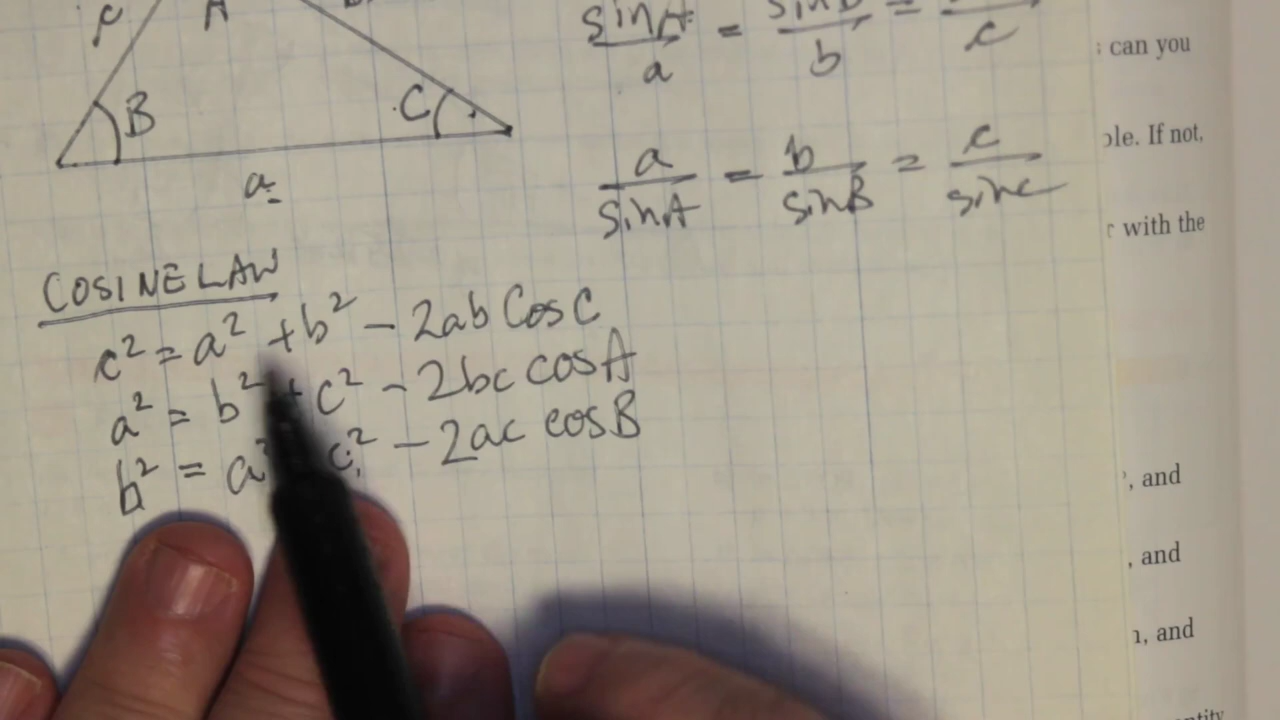 c A
sinA/a = sinB/b = /c
B C
a
a/sinA = b/sinB = c/sinc
COSINE LAW
c² = a² + b² - 2ab Cos C
a² = b² + c² - 2bc cosA
b² = a² c² - 2ac cosB
can you
ole. If not,
with the
, and
, and
, and